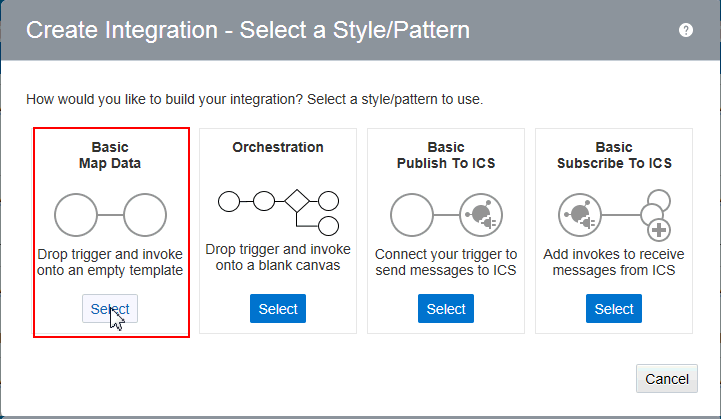 Create Integration - Select a Style/Pattern
?
How would you like to build your integration? Select a style/pattern to use.
Basic
Map Data
Drop trigger and invoke
onto an empty template
Select
Orchestration
Drop trigger and invoke
onto a blank canvas
Select
Basic
Publish To ICS
Connect your trigger to
send messages to ICS
Select
Basic
Subscribe To ICS
Add invokes to receive
messages from ICS
Select
Cancel